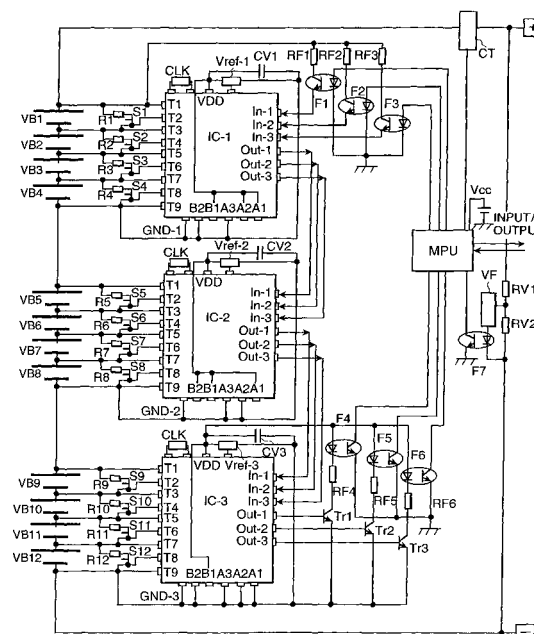 CT
CLK
Vref-1
CV1
RF1
RF2
RF3
VDD
F1
F2
F3
VB1
VB2
VB3
VB4
R1
R2
R3
R4
S1
S2
S3
S4
T1
T2
T3
T4
T5
T6
T7
T8
T9
IC-1
In-1
In-2
In-3
Out-1
Out-2
Out-3
B2B1A3A2A1
GND-1
Vcc
INPUT/
OUTPUT
MPU
VF
RV1
RV2
F7
CLK
Vref-2
CV2
VDD
VB5
VB6
VB7
VB8
R5
R6
R7
R8
S5
S6
S7
S8
T1
T2
T3
T4
T5
T6
T7
T8
T9
IC-2
In-1
In-2
In-3
Out-1
Out-2
Out-3
B2B1A3A2A1
GND-2
CLK
CV3
VDD
Vref-3
F4
F5
F6
RF4
RF5
RF6
VB9
VB10
VB11
VB12
R9
R10
R11
R12
S9
S10
S11
S12
T1
T2
T3
T4
T5
T6
T7
T8
T9
IC-3
In-1
In-2
In-3
Out-1
Out-2
Out-3
Tr1
Tr2
Tr3
B2B1A3A2A1
GND-3